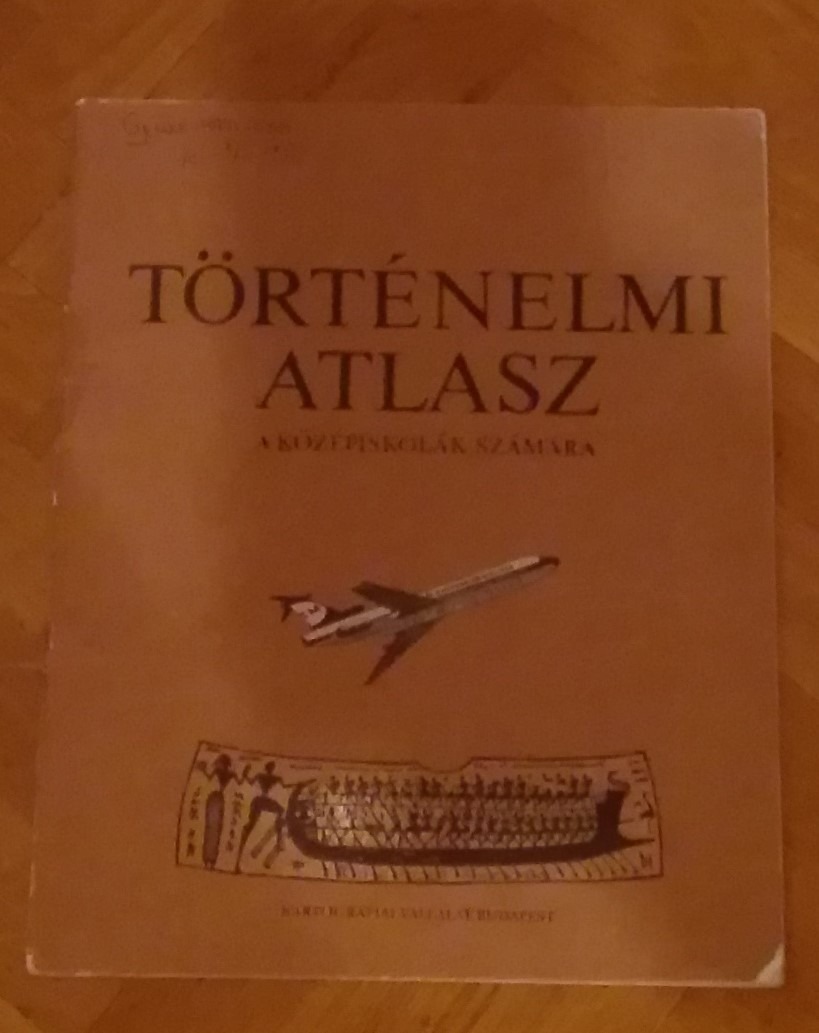 TÖRTÉNELMI
ATLASZ
A KÖZÉPISKOLÁK SZÁMÁRA
KARTOGRÁFIAI VÁLLALAT BUDAPEST